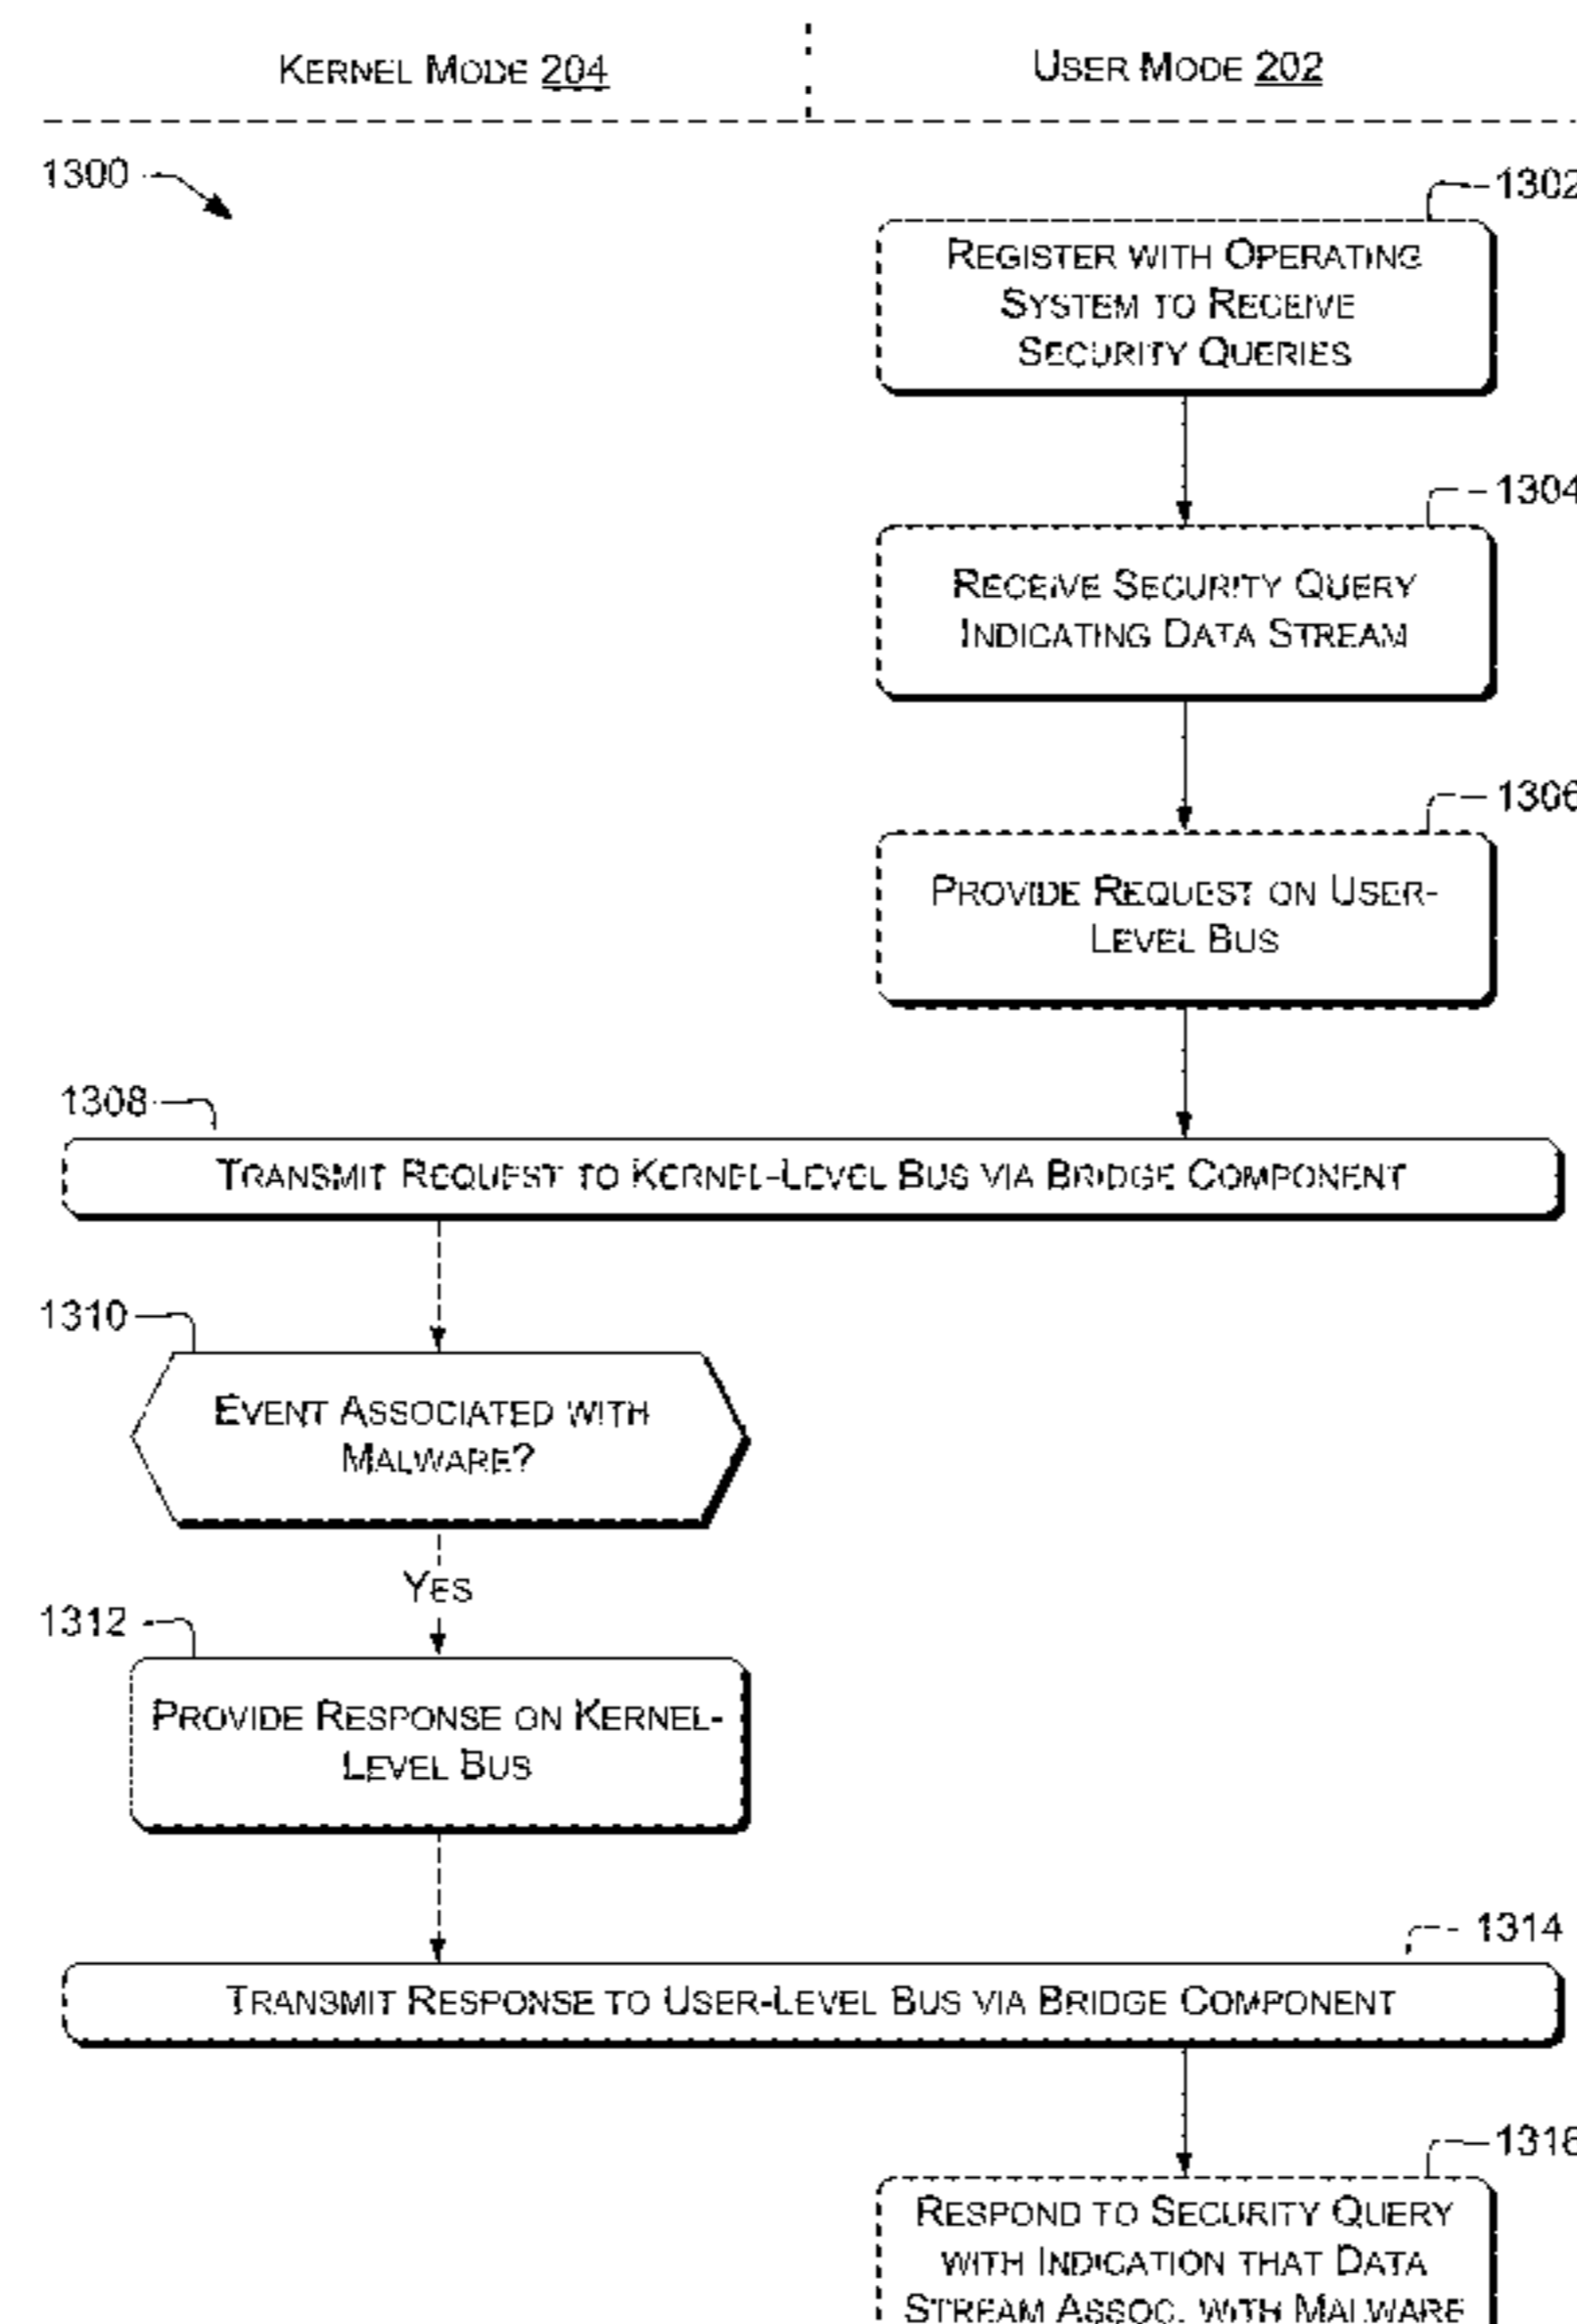 KERNEL MODE 204
USER MODE 202
1300
1302
REGISTER WITH OPERATING
SYSTEM TO RECEIVE
SECURITY QUERIES
1304
RECEIVE SECURITY QUERY
INDICATING DATA STREAM
1306
PROVIDE REQUEST ON USER-
LEVEL BUS
1308
TRANSMIT REQUEST TO KERNEL-LEVEL BUS VIA BRIDGE COMPONENT
1310
EVENT ASSOCIATED WITH
MALWARE?
YES
1312
PROVIDE RESPONSE ON KERNEL-
LEVEL BUS
1314
TRANSMIT RESPONSE TO USER-LEVEL BUS VIA BRIDGE COMPONENT
1316
RESPOND TO SECURITY QUERY
WITH INDICATION THAT DATA
STREAM ASSOC. WITH MALWARE